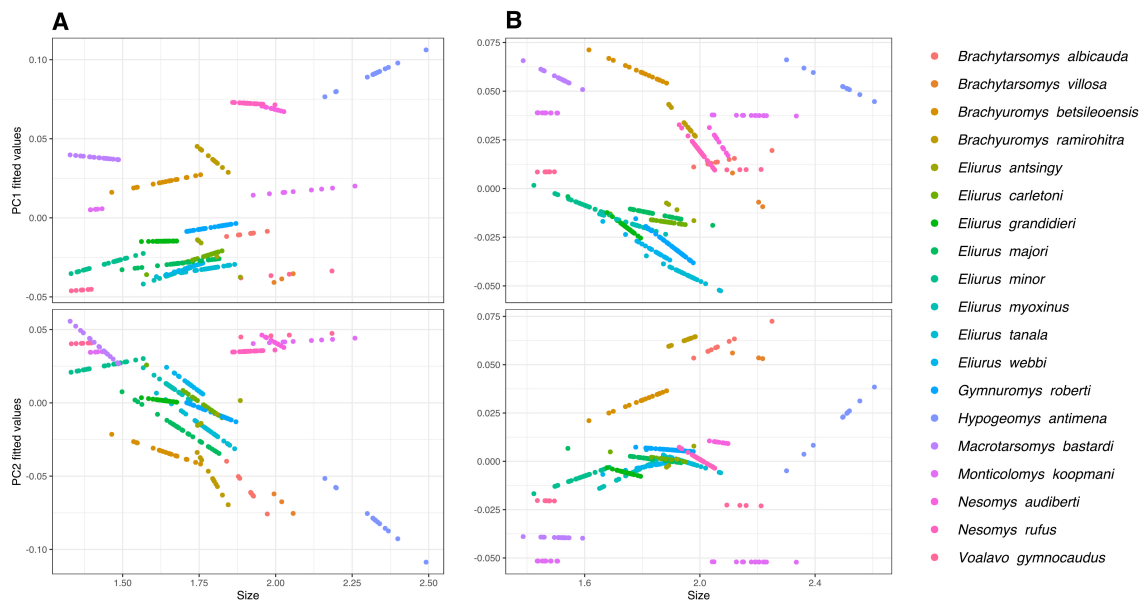 A
B
PC1 fitted values
0.10
0.05
0.00
-0.05
0.075
0.050
0.025
0.000
-0.025
-0.050
PC2 fitted values
0.05
0.00
-0.05
-0.10
0.075
0.050
0.025
0.000
-0.025
-0.050
1.50
1.75
2.00
2.25
2.50
Size
1.6
2.0
2.4
Size
Brachytarsomys albicauda
Brachytarsomys villosa
Brachyuromys betsileoensis
Brachyuromys ramirohitra
Eliurus antsingy
Eliurus carletoni
Eliurus grandidieri
Eliurus majori
Eliurus minor
Eliurus myoxinus
Eliurus tanala
Eliurus webbi
Gymnuromys roberti
Hypogeomys antimena
Macrotarsomys bastardi
Monticolomys koopmani
Nesomys audiberti
Nesomys rufus
Voalavo gymnocaudus